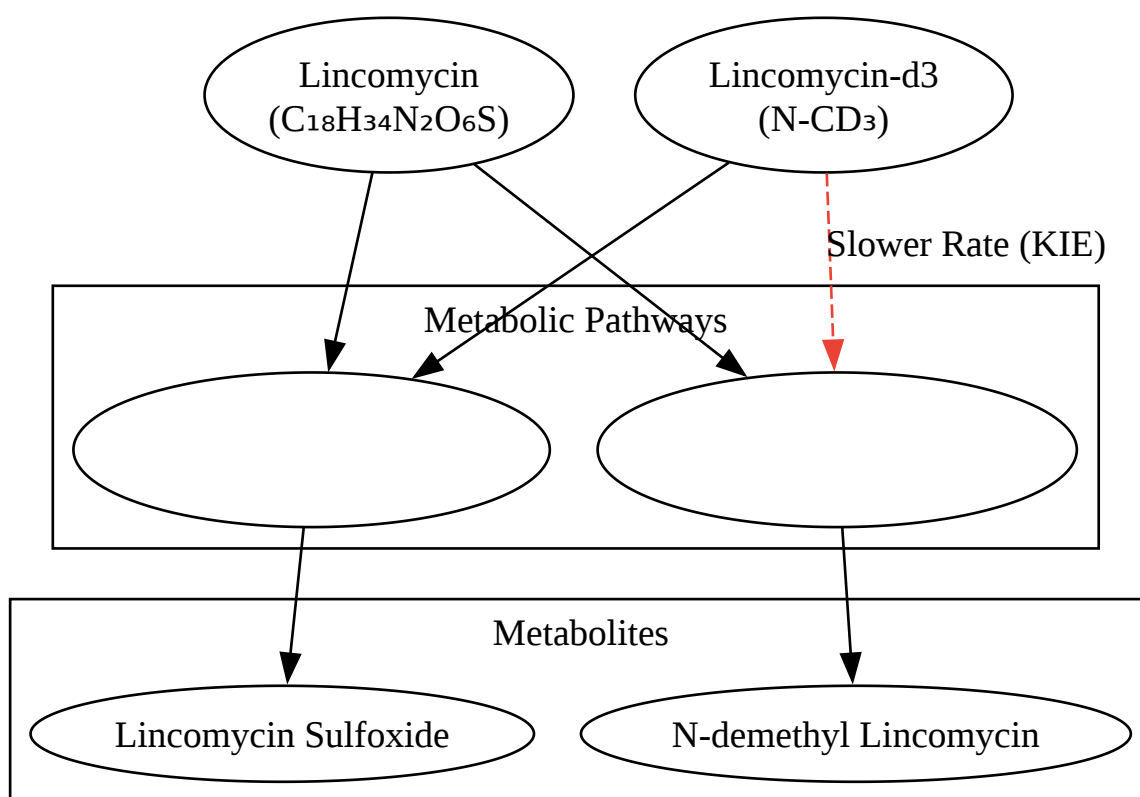 Lincomycin
(C₁₈H₃₄N₂O₆S)
Lincomycin-d3
(N-CD₃)
Slower Rate (KIE)
Metabolic Pathways
Metabolites
Lincomycin Sulfoxide
N-demethyl Lincomycin